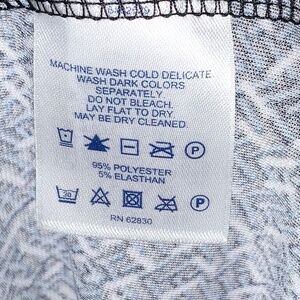 MACHINE WASH COLD DELICATE.
WASH DARK COLORS
SEPARATELY.
DO NOT BLEACH.
LAY FLAT TO DRY
MAY BE DRY CLEANED.
P
95% POLYESTER
5% ELASTHAN
30 P
RN 62830